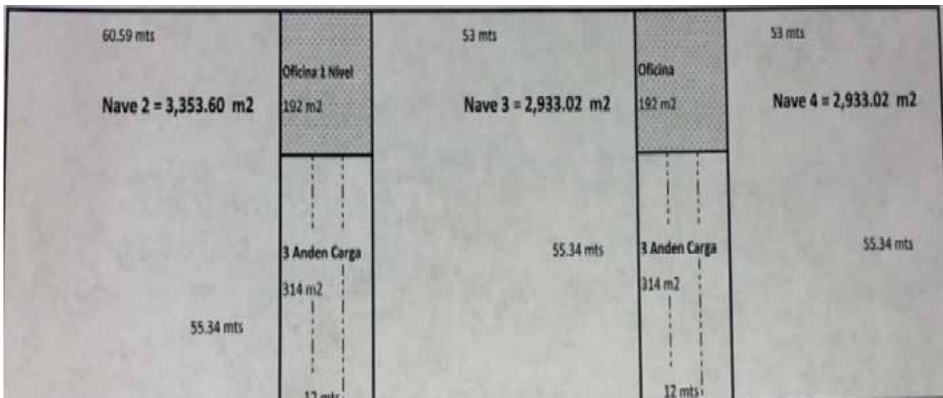 60.59 mts
53 mts
53 mts
Oficina 1 Nivel
Oficina
Nave 2 = 3,353.60 m2
192 m2
Nave 3 = 2,933.02 m2
192 m2
Nave 4 = 2,933.02 m2
3 Anden Carga
55.34 mts
3 Anden Carga
55.34 mts
314 m2
314 m2
55.34 mts
12 mts
12 mts